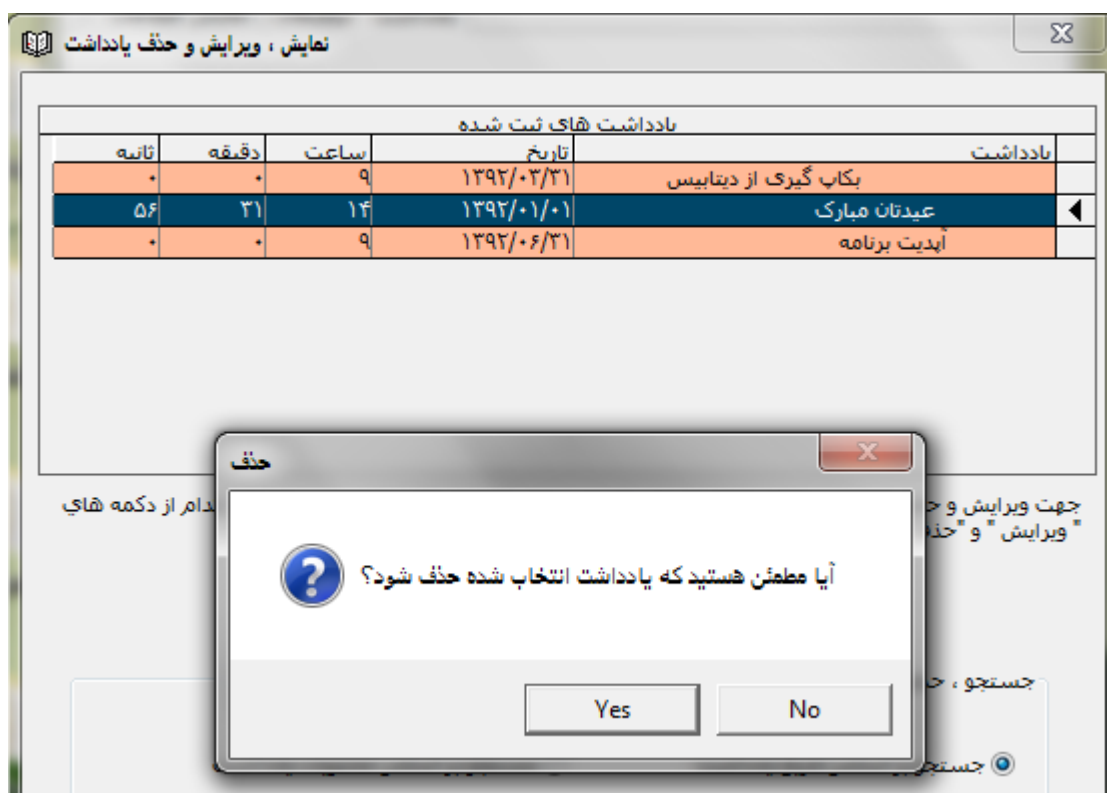 نمایش ، ویرایش و حذف یادداشت
یادداشت های ثبت شده
یادداشت تاریخ ساعت دقیقه ثانیه
بکاپ گیری از دیتابیس ۱۳۹۲/۰۳/۳۱ ۹ ۰ ۰
عیدتان مبارک ۱۳۹۲/۰۱/۰۱ ۱۴ ۳۱ ۵۶
آپدیت برنامه ۱۳۹۲/۰۶/۳۱ ۹ ۰ ۰
جهت ویرایش و از دکمه های
" ویرایش " و "
حذف
آیا مطمئن هستید که یادداشت انتخاب شده حذف شود؟
Yes No
جستجو ،